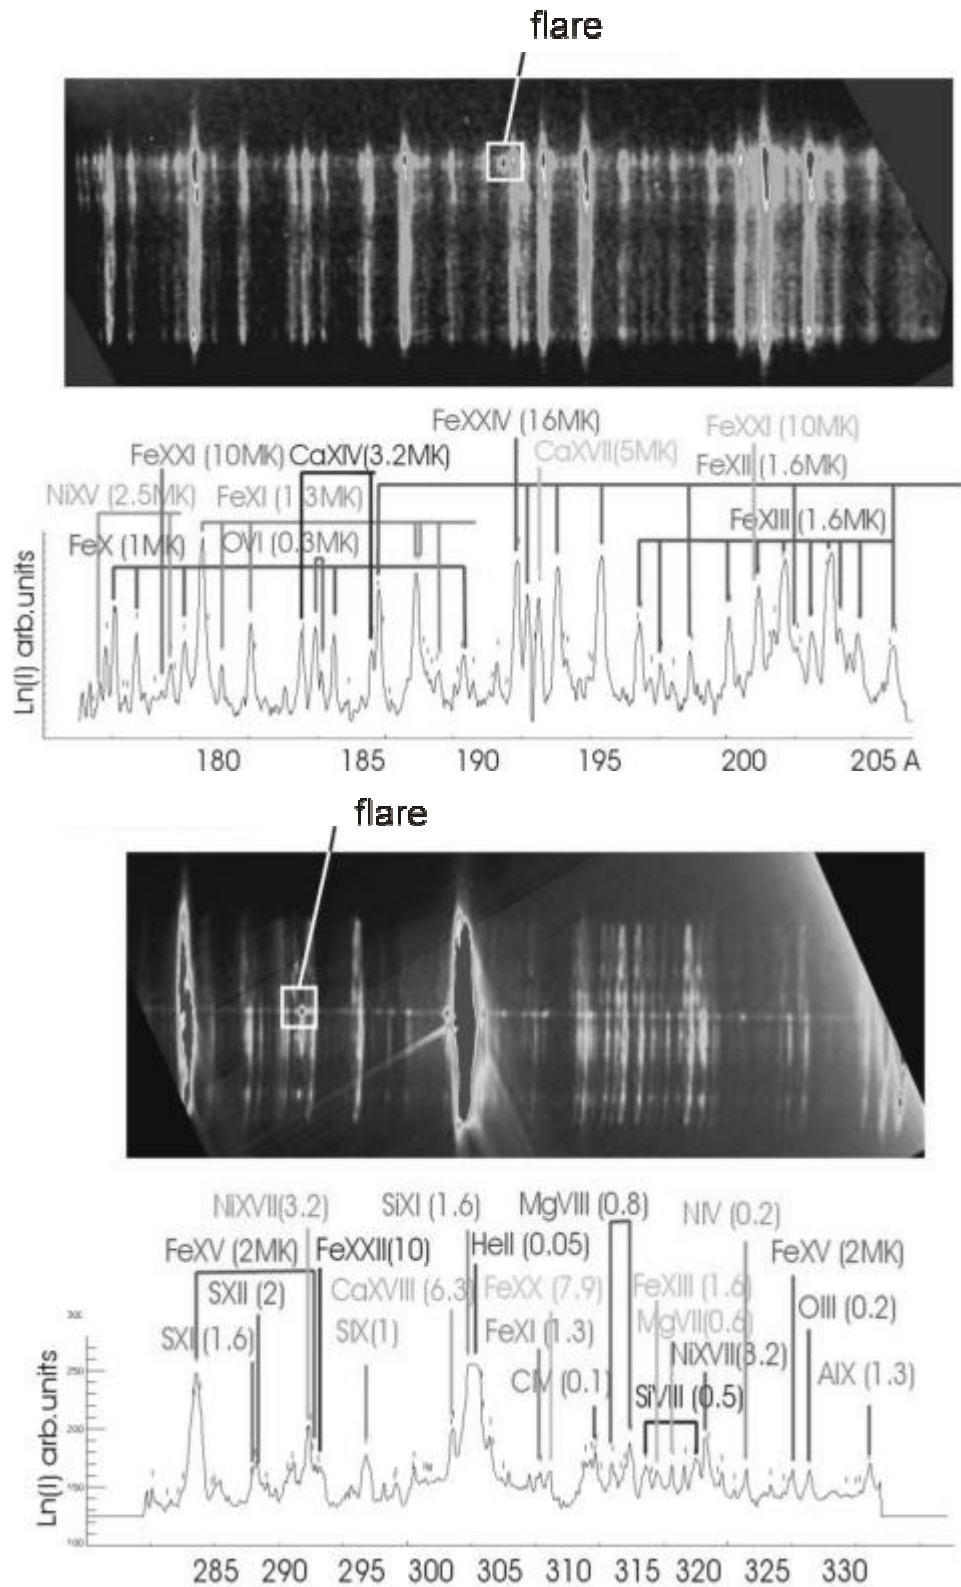 flare
FeXXIV (16MK)
FeXXI (10MK)
FeXXI (10MK) CaXIV(3.2MK)
CaXVII(5MK)
FeXII (1.6MK)
NiXV (2.5MK) FeXI (1.3MK)
FeXIII (1.6MK)
FeX (1MK) OVI (0.3MK)
Ln(I) arb.units
180 185 190 195 200 205 A
flare
NiXVII(3.2) SiXI (1.6) MgVIII (0.8) NIV (0.2)
FeXV (2MK) FeXXII(10) HeII (0.05) FeXV (2MK)
SXII (2) CaXVIII (6.3) FeXX (7.9) FeXIII (1.6) OIII (0.2)
SXI (1.6) SIX(1) FeXI (1.3) MgVII(0.6)
NiXVII(3.2)
CIV (0.1) SiVIII (0.5) AlX (1.3)
Ln(I) arb.units
300
250
200
150
100
285 290 295 300 305 310 315 320 325 330